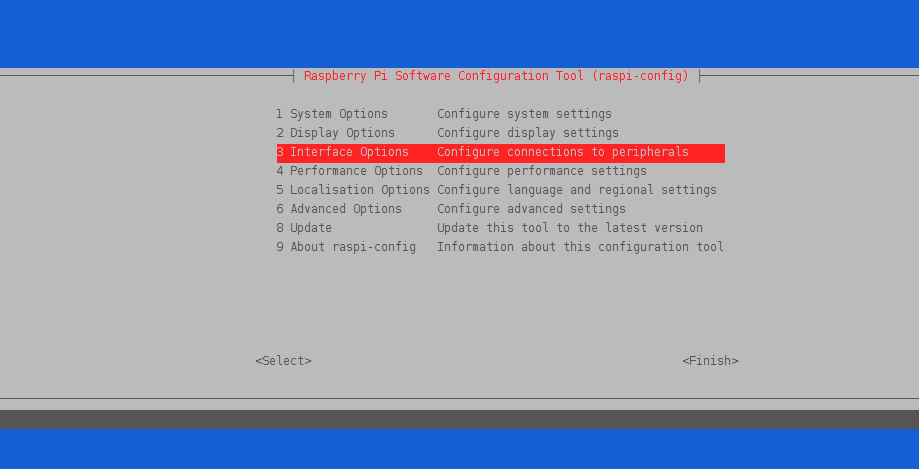 Raspberry Pi Software Configuration Tool (raspi-config)
1 System Options Configure system settings
2 Display Options Configure display settings
3 Interface Options Configure connections to peripherals
4 Performance Options Configure performance settings
5 Localisation Options Configure language and regional settings
6 Advanced Options Configure advanced settings
8 Update Update this tool to the latest version
9 About raspi-config Information about this configuration tool
<Select> <Finish>